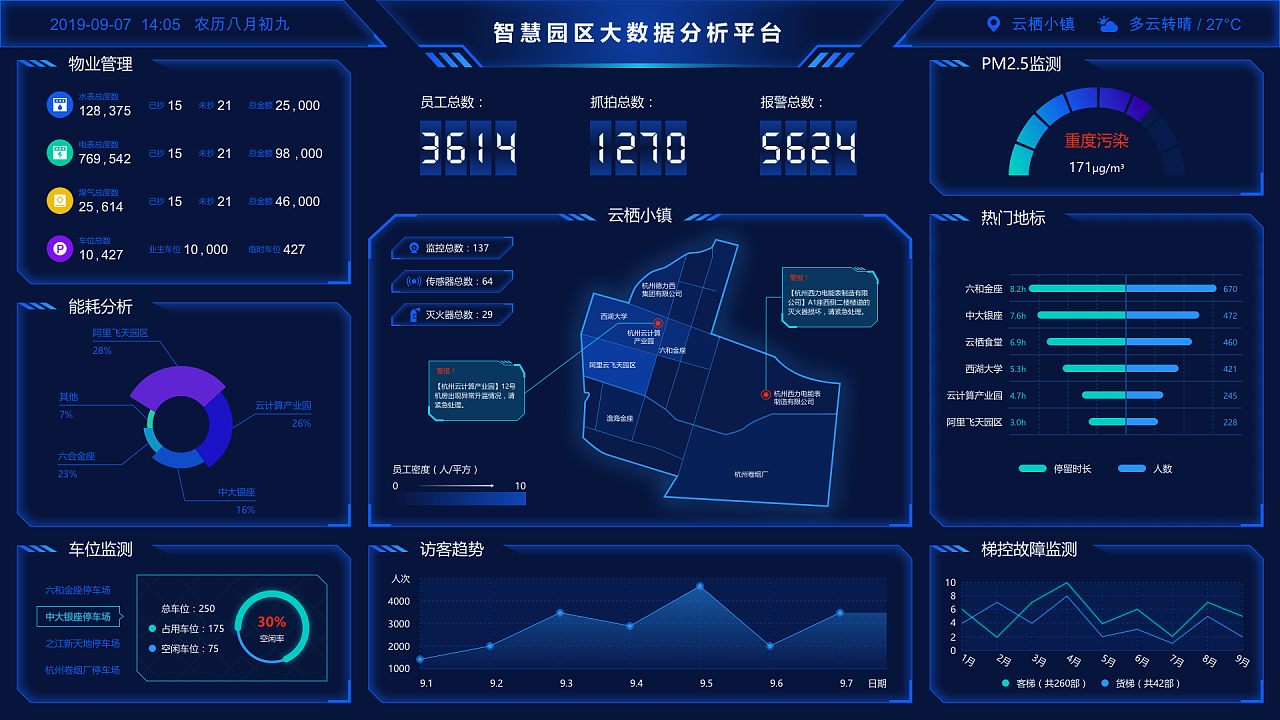 2019-09-07 14:05 农历八月初九
智慧园区大数据分析平台
云栖小镇 多云转晴 / 27°C
物业管理
水表总度数
128,375 已抄 15 未抄 21 总金额 25,000
电表总度数
769,542 已抄 15 未抄 21 总金额 98,000
煤气总度数
25,614 已抄 15 未抄 21 总金额 46,000
车位总数
10,427 业主车位 10,000 临时车位 427
能耗分析
阿里飞天园区
28%
其他
7%
云计算产业园
26%
六合金座
23%
中大银座
16%
车位监测
六和金座停车场
中大银座停车场
之江新天地停车场
杭州卷烟厂停车场
总车位：250
占用车位：175
空闲车位：75
30%
空闲率
员工总数：
3614
抓拍总数：
1270
报警总数：
5624
云栖小镇
监控总数：137
传感器总数：64
灭火器总数：29
杭州德力西
集团有限公司
西湖大学
杭州云计算
产业园
六和金座
阿里云飞天园区
渤海金座
杭州西力电能表
制造有限公司
杭州卷烟厂
警报！
【杭州西力电能表制造有限
公司】A1座西侧二楼楼道的
灭火器损坏，请紧急处理。
警报！
【杭州云计算产业园】12号
机房出现异常升温情况，请
紧急处理。
员工密度（人/平方）
0 10
访客趋势
人次
4000
3000
2000
1000
9.1 9.2 9.3 9.4 9.5 9.6 9.7 日期
PM2.5监测
重度污染
171μg/m³
热门地标
六和金座 8.2h 670
中大银座 7.6h 472
云栖食堂 6.9h 460
西湖大学 5.3h 421
云计算产业园 4.7h 245
阿里飞天园区 3.0h 228
停留时长 人数
梯控故障监测
10
8
6
4
2
0
1月 2月 3月 4月 5月 6月 7月 8月 9月
客梯（共260部） 货梯（共42部）